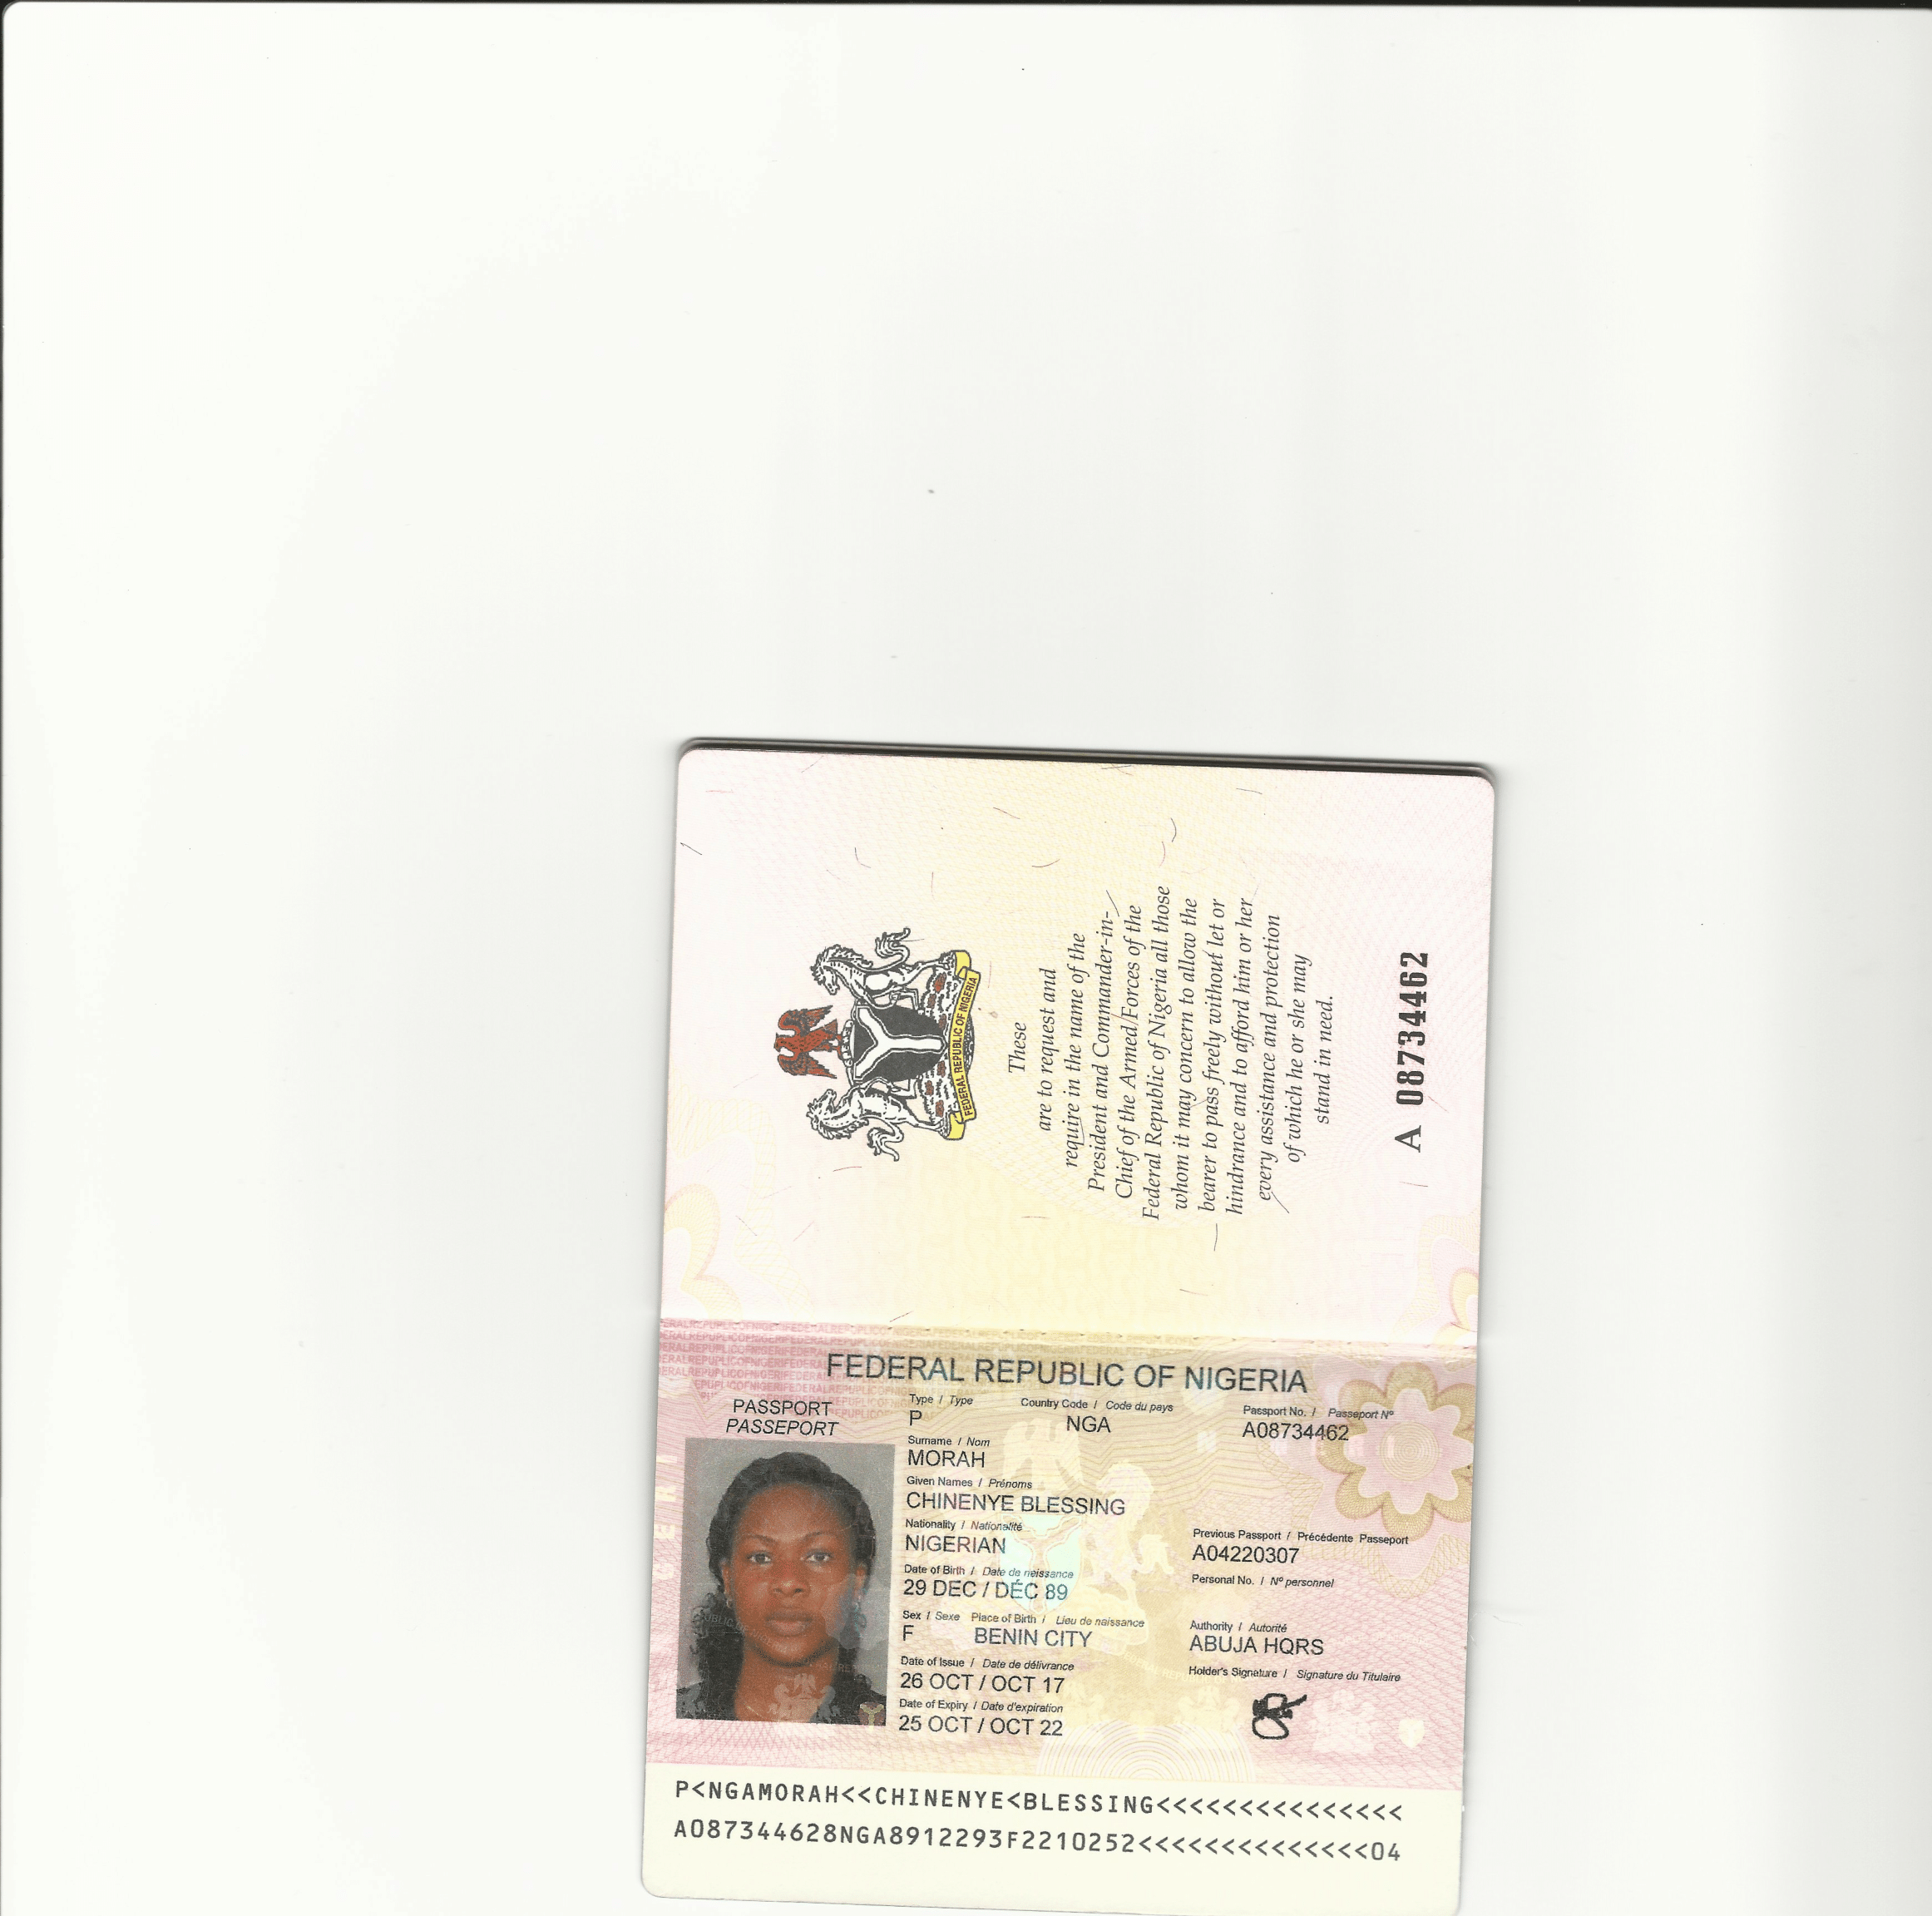 FEDERAL REPUBLIC OF NIGERIA
These
are to request and
require in the name of the
President and Commander-in-
Chief of the Armed Forces of the
Federal Republic of Nigeria all those
whom it may concern to allow the
bearer to pass freely without let or
hindrance and to afford him or her
every assistance and protection
of which he or she may
stand in need.
A 08734462
FEDERAL REPUBLIC OF NIGERIA
PASSPORT
PASSEPORT
Type / Type Country Code / Code du pays Passport No. / Passeport Nº
P NGA A08734462
Surname / Nom
MORAH
Given Names / Prénoms
CHINENYE BLESSING
Nationality / Nationalité
NIGERIAN
Previous Passport / Précédente Passeport
A04220307
Date of Birth / Date de naissance
29 DEC / DÉC 89
Personal No. / Nº personnel
Sex / Sexe Place of Birth / Lieu de naissance
F BENIN CITY
Authority / Autorité
ABUJA HQRS
Date of Issue / Date de délivrance
26 OCT / OCT 17
Holder's Signature / Signature du Titulaire
Date of Expiry / Date d'expiration
25 OCT / OCT 22
P<NGAMORAH<<CHINENYE<BLESSING<<<<<<<<<<<<<<<
A087344628NGA8912293F2210252<<<<<<<<<<<<<<04